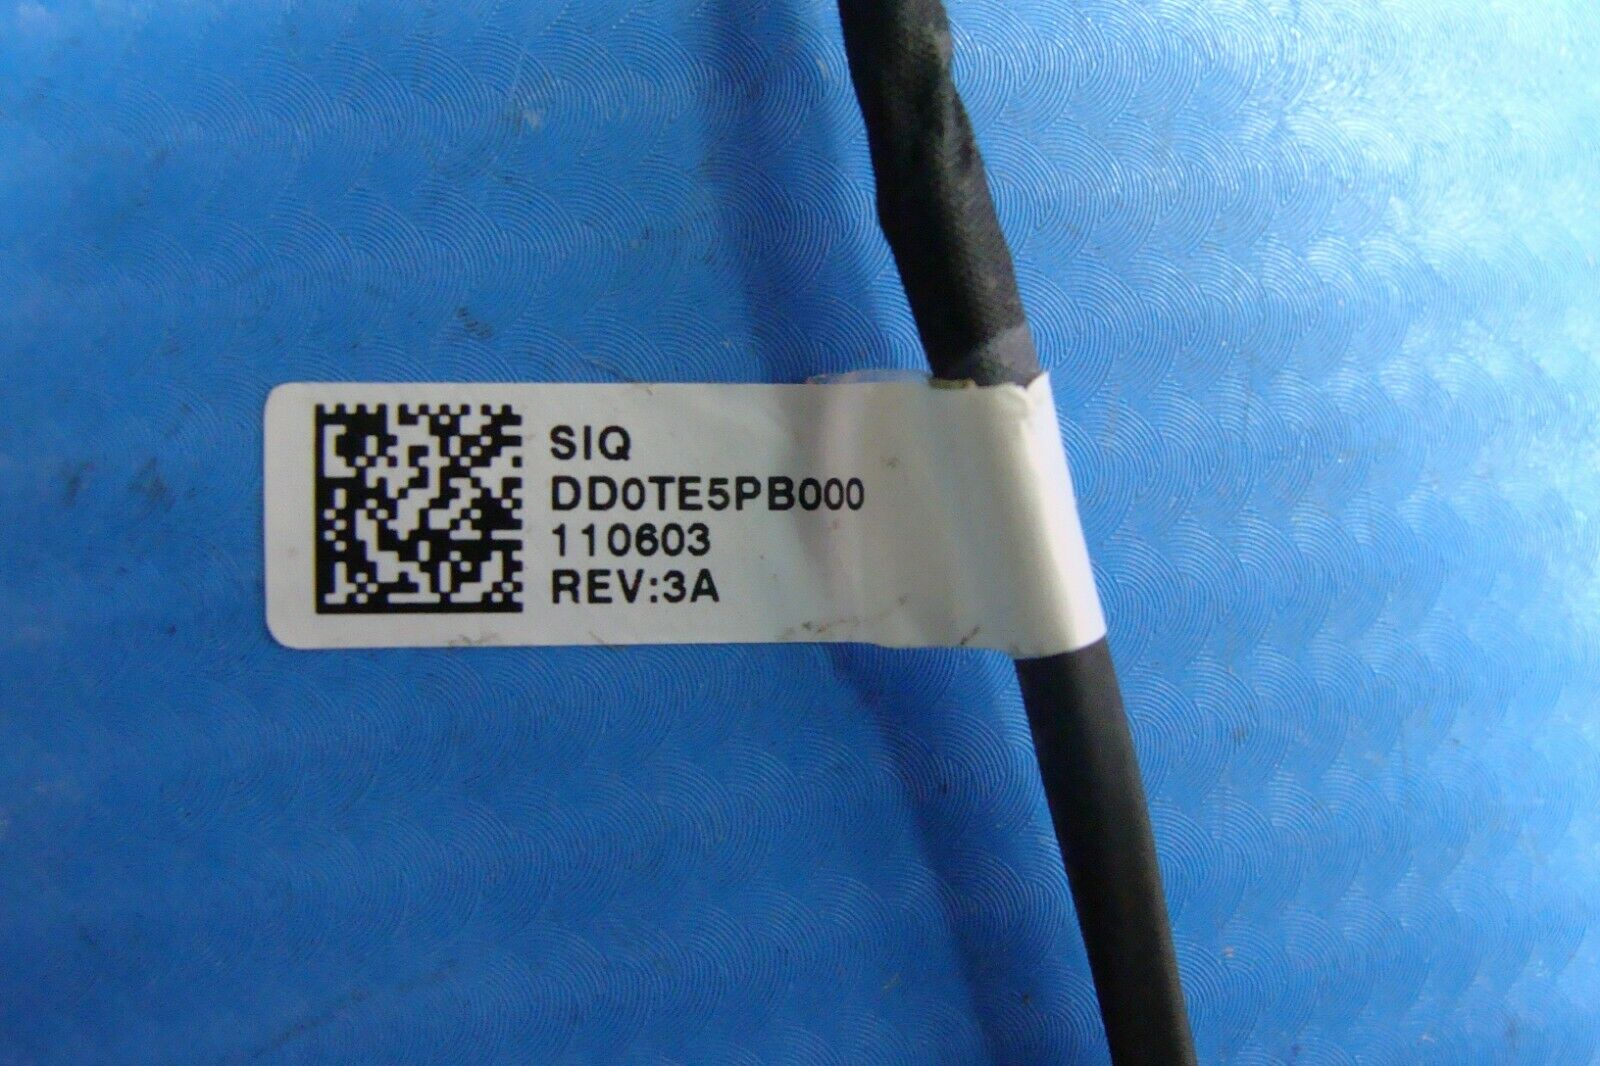 SIQ
DD0TE5PB000
110603
REV:3A